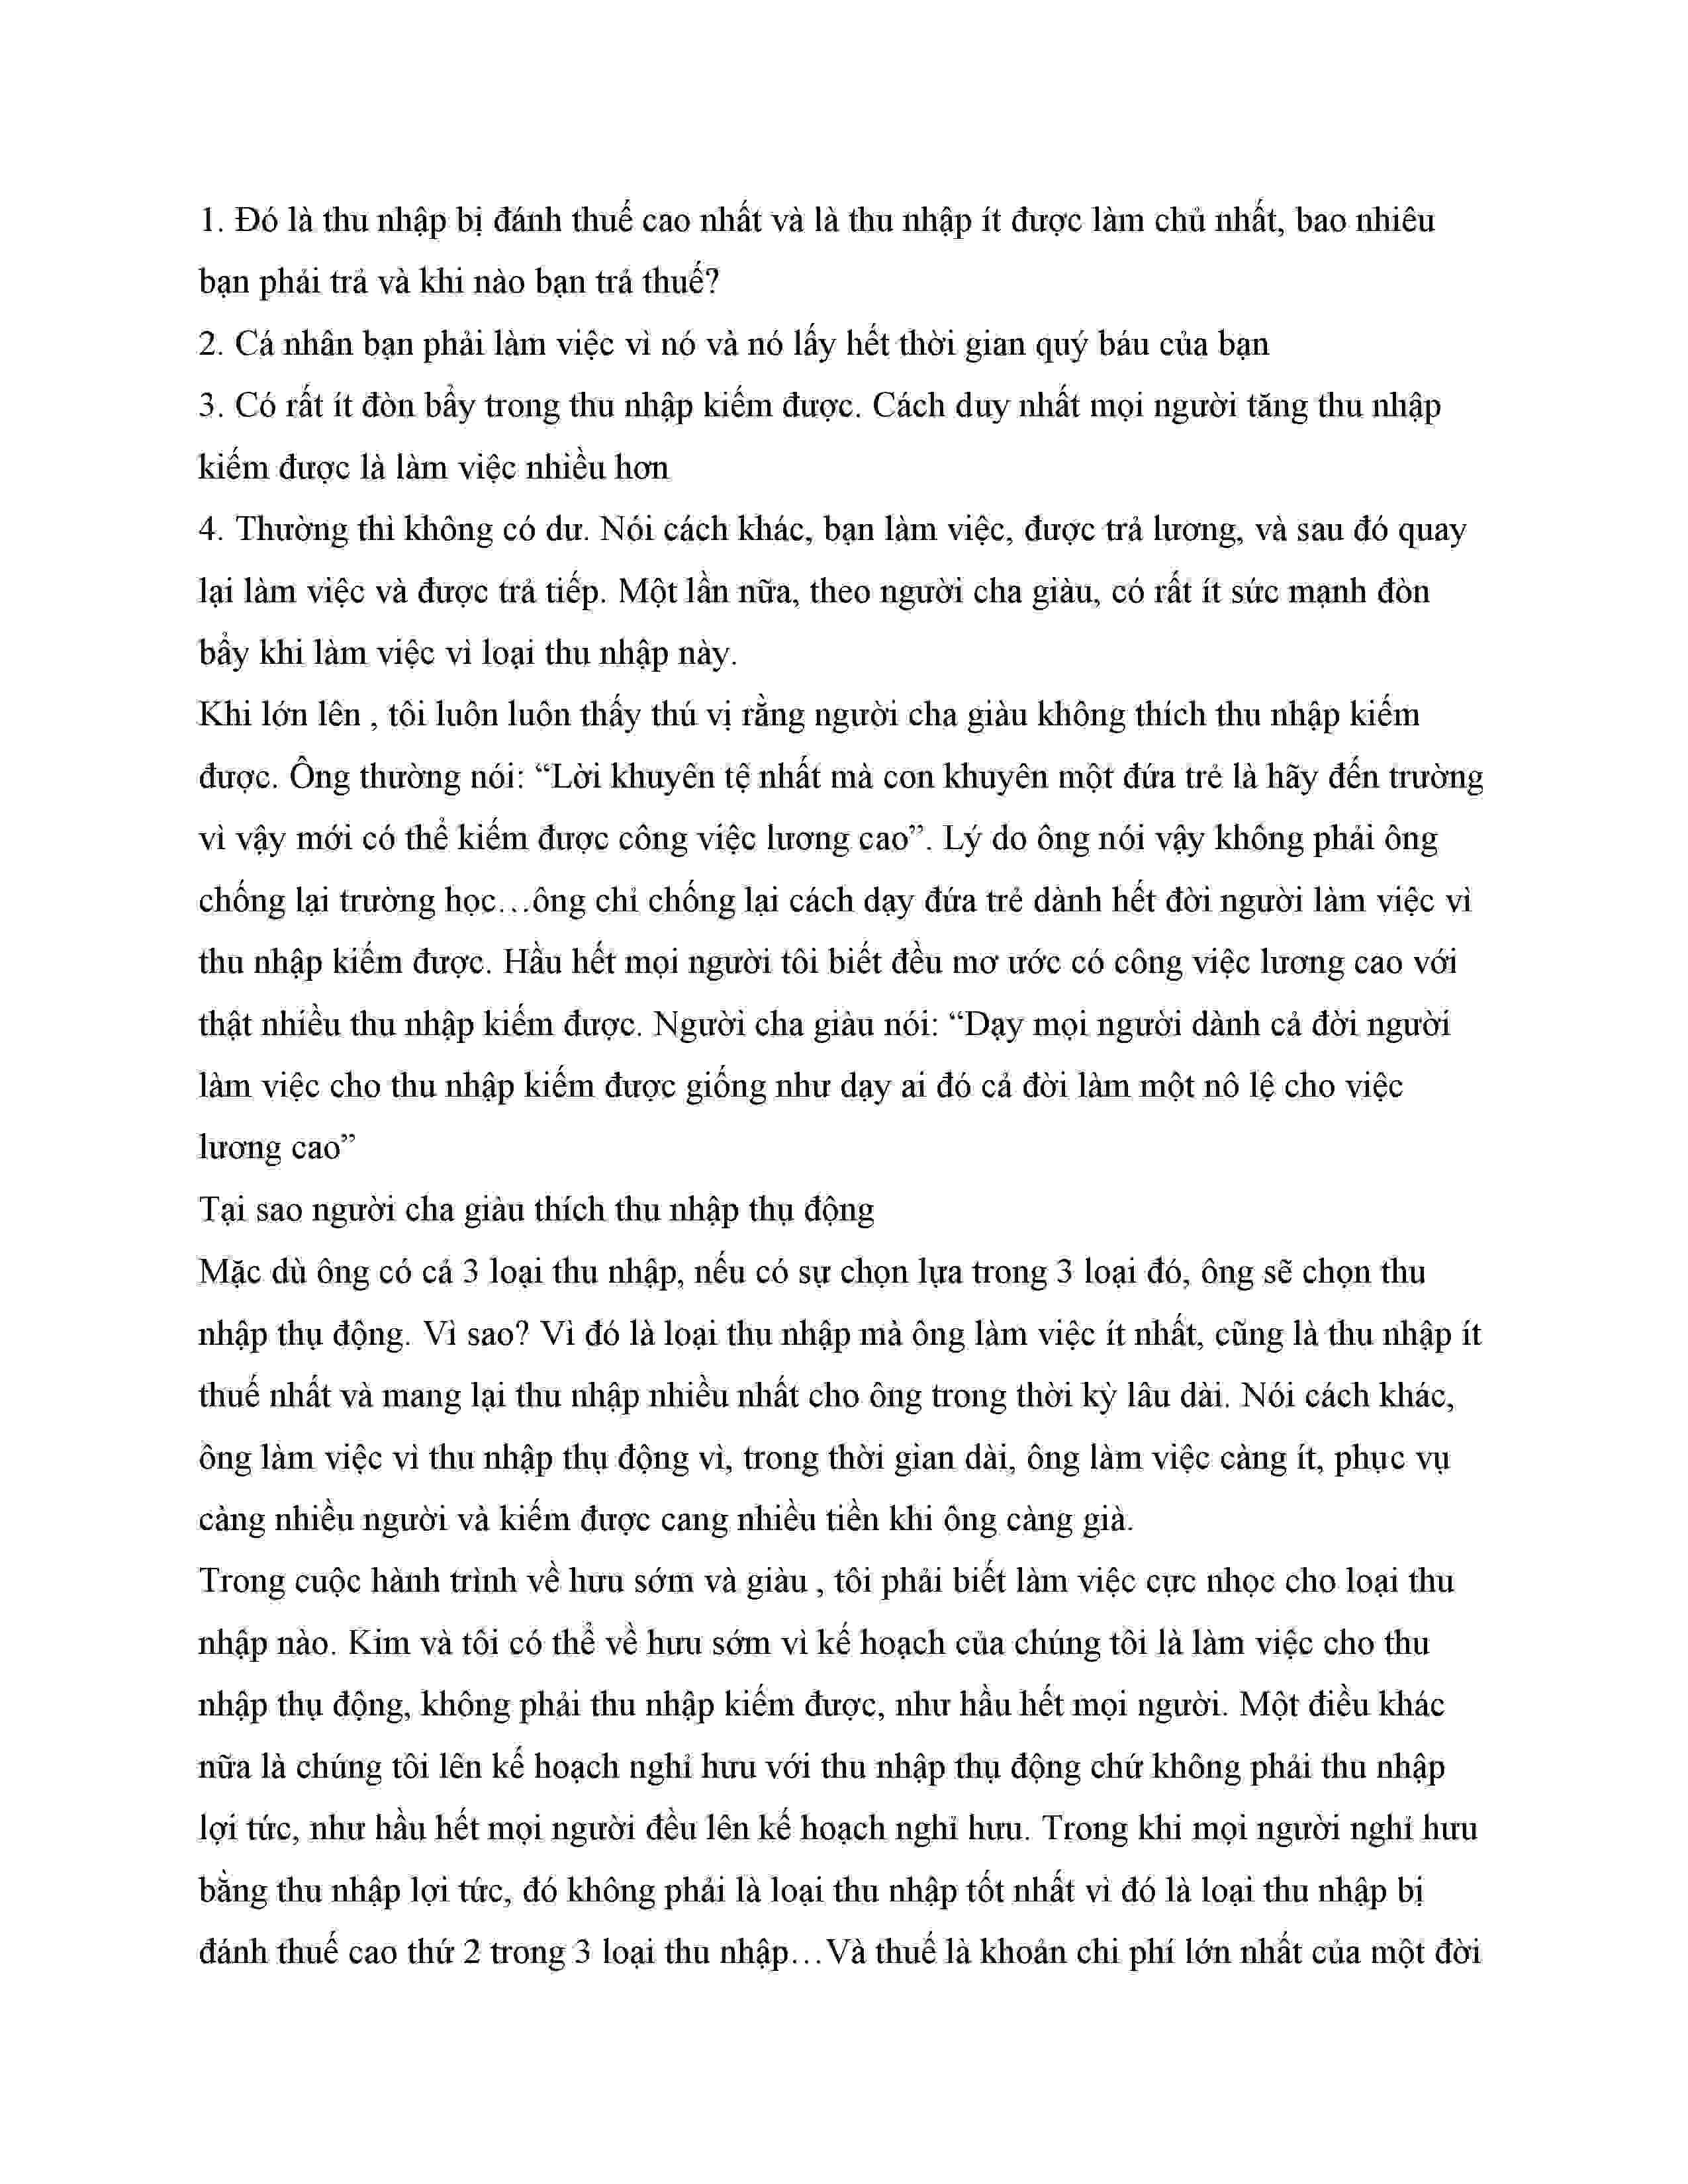 1. Đó là thu nhập bị đánh thuế cao nhất và là thu nhập ít được làm chủ nhất, bao nhiêu
bạn phải trả và khi nào bạn trả thuế?
2. Cá nhân bạn phải làm việc vì nó và nó lấy hết thời gian quý báu của bạn
3. Có rất ít đòn bẩy trong thu nhập kiếm được. Cách duy nhất mọi người tăng thu nhập
kiếm được là làm việc nhiều hơn
4. Thường thì không có dư. Nói cách khác, bạn làm việc, được trả lương, và sau đó quay
lại làm việc và được trả tiếp. Một lần nữa, theo người cha giàu, có rất ít sức mạnh đòn
bẩy khi làm việc vì loại thu nhập này.
Khi lớn lên , tôi luôn luôn thấy thú vị rằng người cha giàu không thích thu nhập kiếm
được. Ông thường nói: “Lời khuyên tệ nhất mà con khuyên một đứa trẻ là hãy đến trường
vì vậy mới có thể kiếm được công việc lương cao”. Lý do ông nói vậy không phải ông
chống lại trường học…ông chỉ chống lại cách dạy đứa trẻ dành hết đời người làm việc vì
thu nhập kiếm được. Hầu hết mọi người tôi biết đều mơ ước có công việc lương cao với
thật nhiều thu nhập kiếm được. Người cha giàu nói: “Dạy mọi người dành cả đời người
làm việc cho thu nhập kiếm được giống như dạy ai đó cả đời làm một nô lệ cho việc
lương cao”
Tại sao người cha giàu thích thu nhập thụ động
Mặc dù ông có cả 3 loại thu nhập, nếu có sự chọn lựa trong 3 loại đó, ông sẽ chọn thu
nhập thụ động. Vì sao? Vì đó là loại thu nhập mà ông làm việc ít nhất, cũng là thu nhập ít
thuế nhất và mang lại thu nhập nhiều nhất cho ông trong thời kỳ lâu dài. Nói cách khác,
ông làm việc vì thu nhập thụ động vì, trong thời gian dài, ông làm việc càng ít, phục vụ
càng nhiều người và kiếm được cang nhiều tiền khi ông càng già.
Trong cuộc hành trình về hưu sớm và giàu , tôi phải biết làm việc cực nhọc cho loại thu
nhập nào. Kim và tôi có thể về hưu sớm vì kế hoạch của chúng tôi là làm việc cho thu
nhập thụ động, không phải thu nhập kiếm được, như hầu hết mọi người. Một điều khác
nữa là chúng tôi lên kế hoạch nghỉ hưu với thu nhập thụ động chứ không phải thu nhập
lợi tức, như hầu hết mọi người đều lên kế hoạch nghỉ hưu. Trong khi mọi người nghỉ hưu
bằng thu nhập lợi tức, đó không phải là loại thu nhập tốt nhất vì đó là loại thu nhập bị
đánh thuế cao thứ 2 trong 3 loại thu nhập…Và thuế là khoản chi phí lớn nhất của một đời